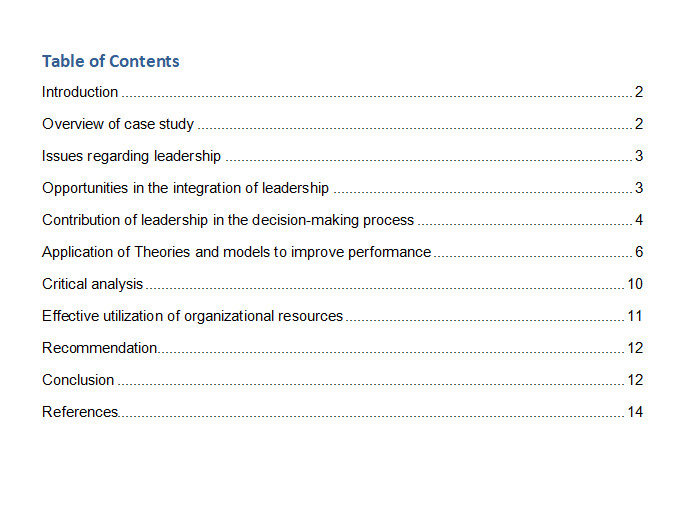 Table of Contents
Introduction ........ 2
Overview of case study ........ 2
Issues regarding leadership ........ 3
Opportunities in the integration of leadership ........ 3
Contribution of leadership in the decision-making process ........ 4
Application of Theories and models to improve performance ........ 6
Critical analysis ........ 10
Effective utilization of organizational resources ........ 11
Recommendation ........ 12
Conclusion ........ 12
References ........ 14